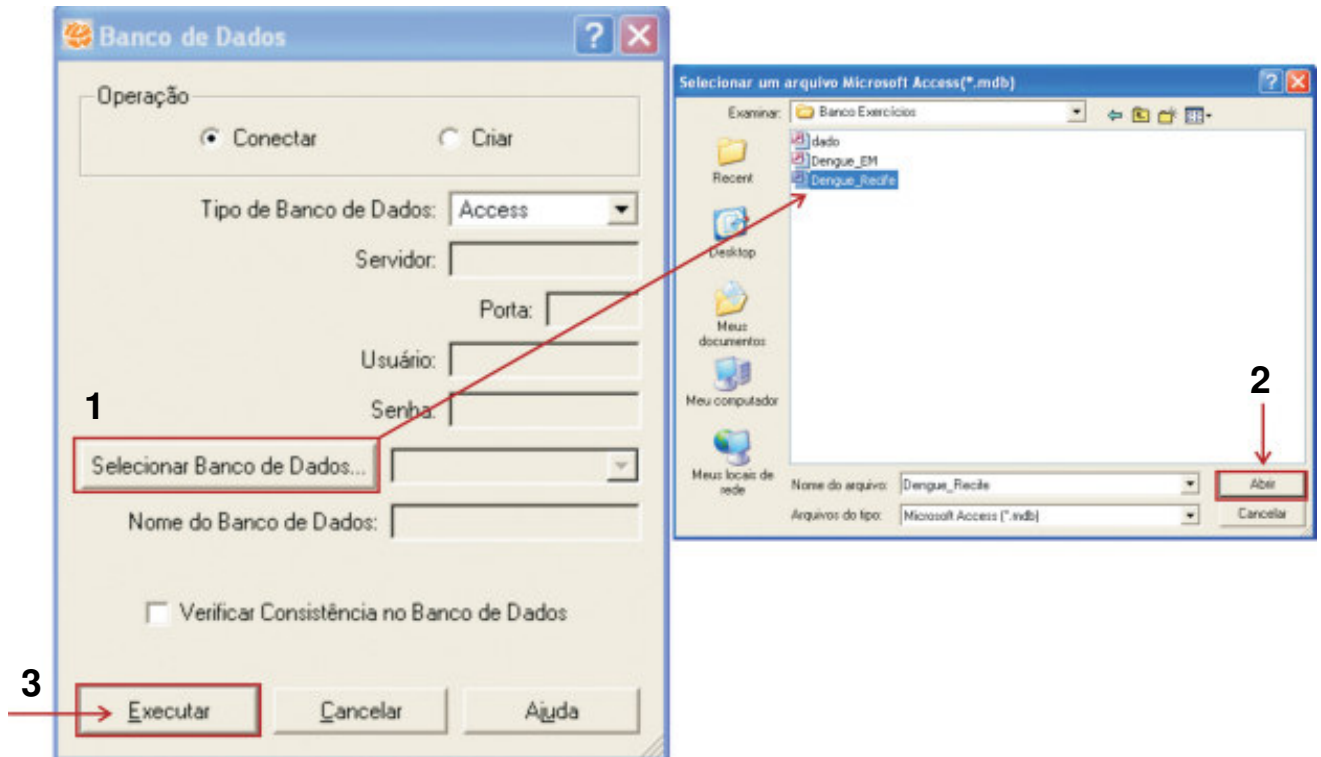 Banco de Dados
Operação
Conectar
Criar
Tipo de Banco de Dados: Access
Servidor:
Porta:
Usuário:
1
Senha:
Selecionar Banco de Dados...
Nome do Banco de Dados:
Verificar Consistência no Banco de Dados
3
Executar
Cancelar
Ajuda
Selecionar um arquivo Microsoft Access(*.mdb)
Examinar: Banco Exercícios
dado
Dengue_EM
Dengue_Recife
Recent
Desktop
Meus documentos
Meu computador
Meus locais de rede
2
Nome do arquivo: Dengue_Recife
Abrir
Arquivos do tipo: Microsoft Access (*.mdb)
Cancelar